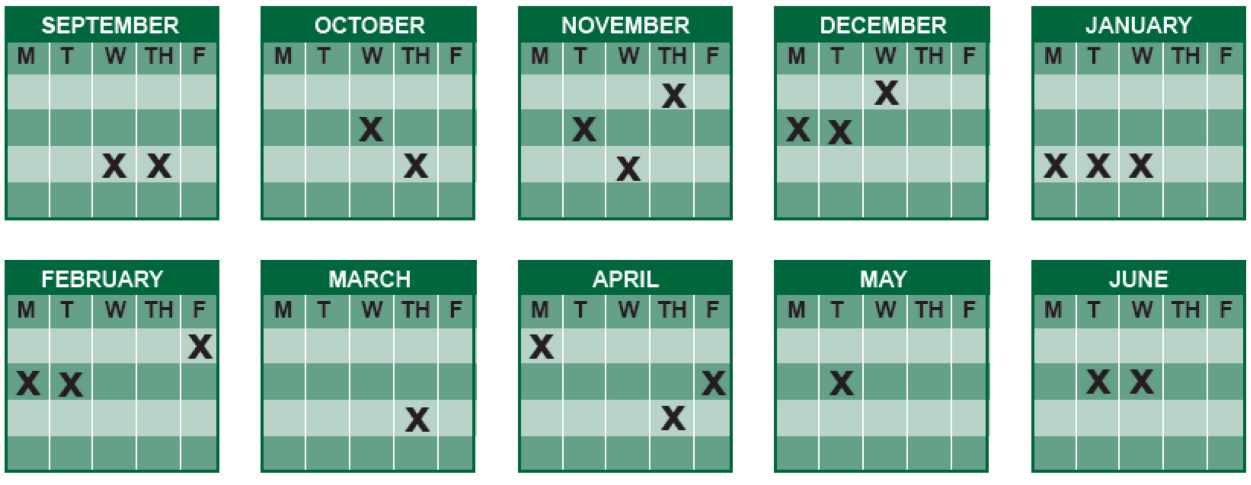 SEPTEMBER OCTOBER NOVEMBER DECEMBER JANUARY
M T W TH F M T W TH F M T W TH F M T W TH F M T W TH F
X X
X X X
X X X X X X
X X X
FEBRUARY MARCH APRIL MAY JUNE
M T W TH F M T W TH F M T W TH F M T W TH F M T W TH F
X X
X X X X X X
X X